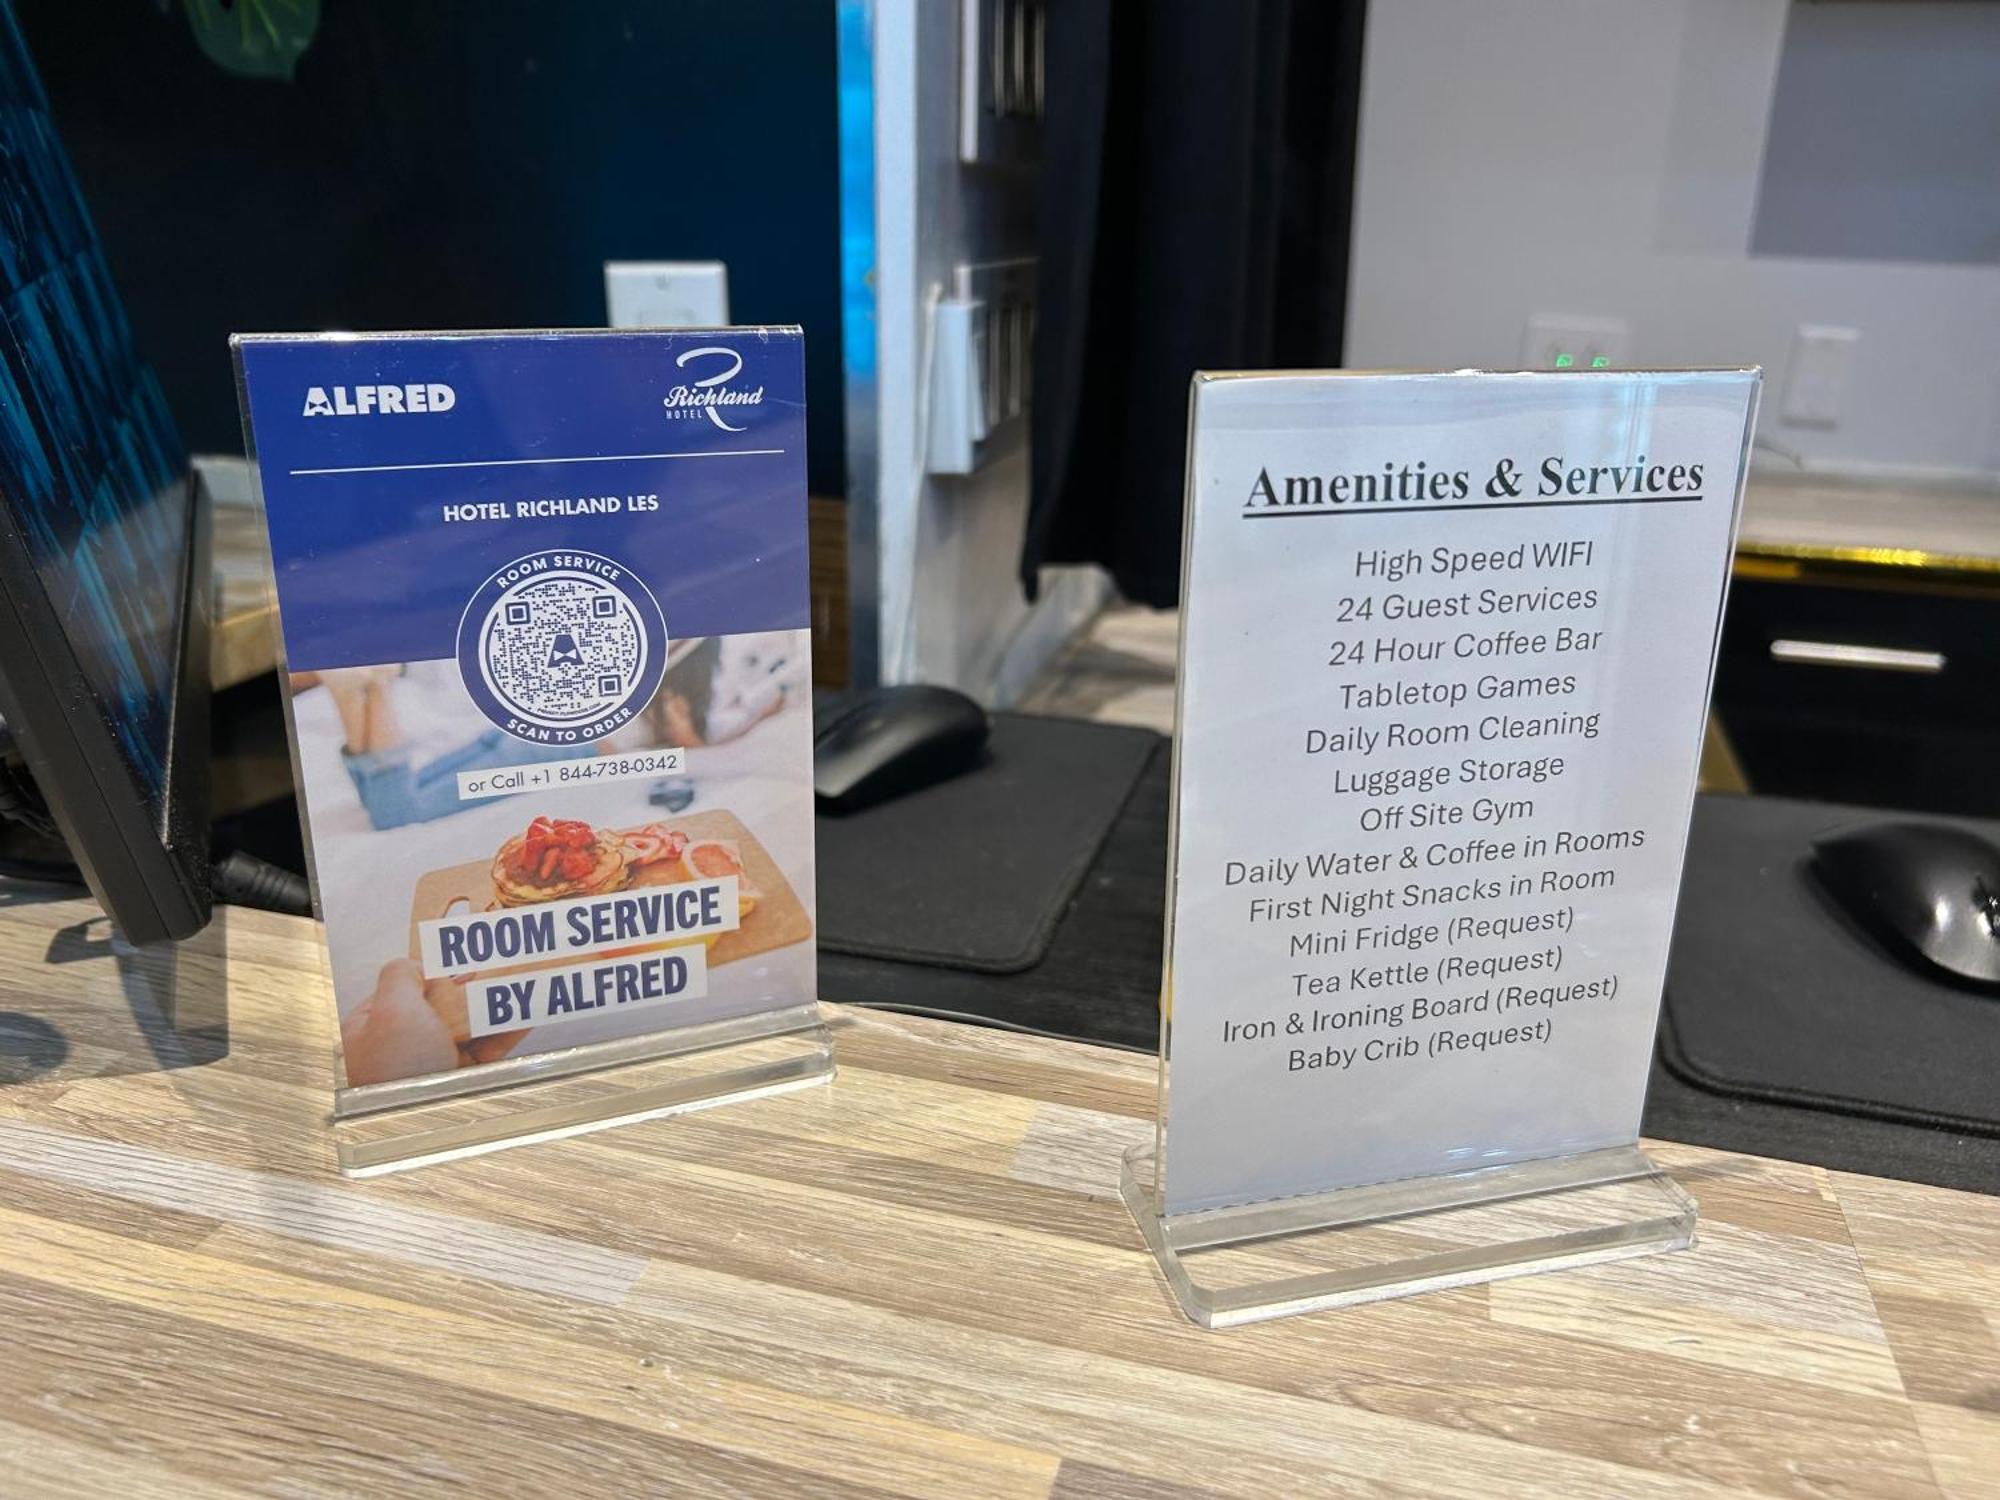 ALFRED
Richland
HOTEL
HOTEL RICHLAND LES
ROOM SERVICE
SCAN TO ORDER
or Call +1 844-738-0342
ROOM SERVICE
BY ALFRED
Amenities & Services
High Speed WIFI
24 Guest Services
24 Hour Coffee Bar
Tabletop Games
Daily Room Cleaning
Luggage Storage
Off Site Gym
Daily Water & Coffee in Rooms
First Night Snacks in Room
Mini Fridge (Request)
Tea Kettle (Request)
Iron & Ironing Board (Request)
Baby Crib (Request)